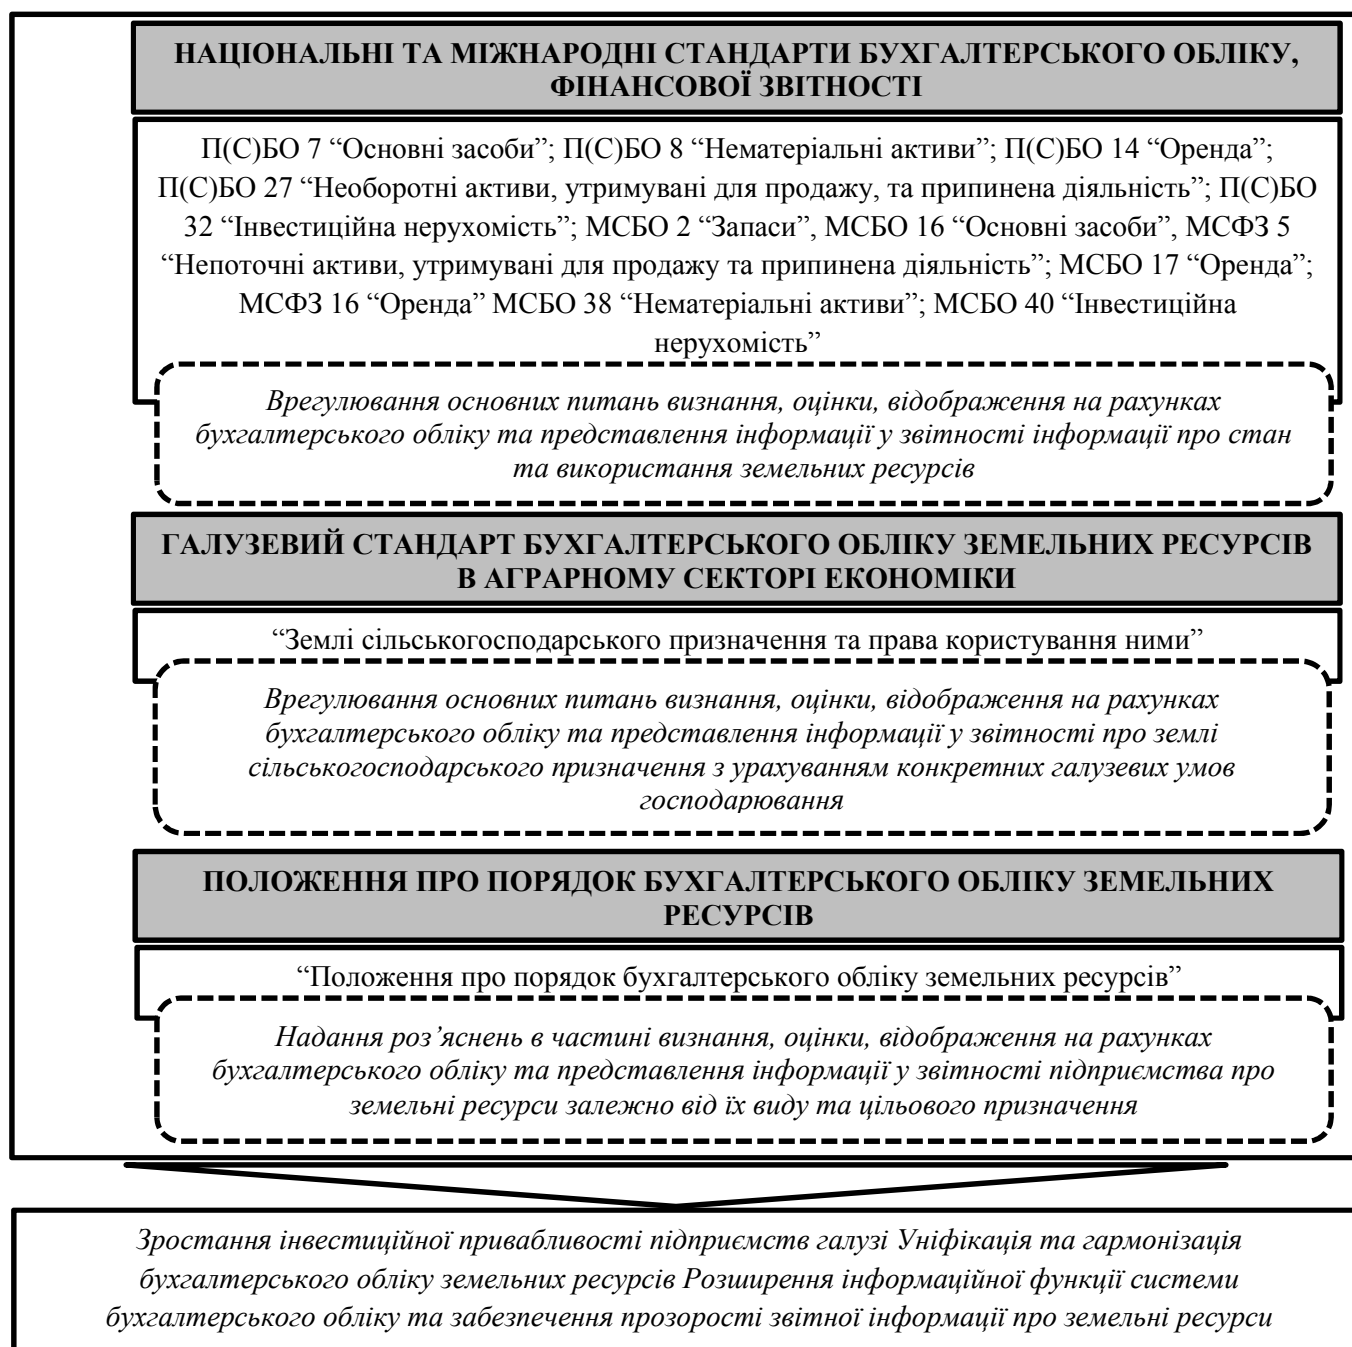 НАЦІОНАЛЬНІ ТА МІЖНАРОДНІ СТАНДАРТИ БУХГАЛТЕРСЬКОГО ОБЛІКУ,
ФІНАНСОВОЇ ЗВІТНОСТІ
П(С)БО 7 “Основні засоби”; П(С)БО 8 “Нематеріальні активи”; П(С)БО 14 “Оренда”;
П(С)БО 27 “Необоротні активи, утримувані для продажу, та припинена діяльність”; П(С)БО
32 “Інвестиційна нерухомість”; МСБО 2 “Запаси”, МСБО 16 “Основні засоби”, МСФЗ 5
“Непоточні активи, утримувані для продажу та припинена діяльність”; МСБО 17 “Оренда”;
МСФЗ 16 “Оренда” МСБО 38 “Нематеріальні активи”; МСБО 40 “Інвестиційна
нерухомість”
Врегулювання основних питань визнання, оцінки, відображення на рахунках
бухгалтерського обліку та представлення інформації у звітності інформації про стан
та використання земельних ресурсів
ГАЛУЗЕВИЙ СТАНДАРТ БУХГАЛТЕРСЬКОГО ОБЛІКУ ЗЕМЕЛЬНИХ РЕСУРСІВ
В АГРАРНОМУ СЕКТОРІ ЕКОНОМІКИ
“Землі сільськогосподарського призначення та права користування ними”
Врегулювання основних питань визнання, оцінки, відображення на рахунках
бухгалтерського обліку та представлення інформації у звітності про землі
сільськогосподарського призначення з урахуванням конкретних галузевих умов
господарювання
ПОЛОЖЕННЯ ПРО ПОРЯДОК БУХГАЛТЕРСЬКОГО ОБЛІКУ ЗЕМЕЛЬНИХ
РЕСУРСІВ
“Положення про порядок бухгалтерського обліку земельних ресурсів”
Надання роз’яснень в частині визнання, оцінки, відображення на рахунках
бухгалтерського обліку та представлення інформації у звітності підприємства про
земельні ресурси залежно від їх виду та цільового призначення
Зростання інвестиційної привабливості підприємств галузі Уніфікація та гармонізація
бухгалтерського обліку земельних ресурсів Розширення інформаційної функції системи
бухгалтерського обліку та забезпечення прозорості звітної інформації про земельні ресурси